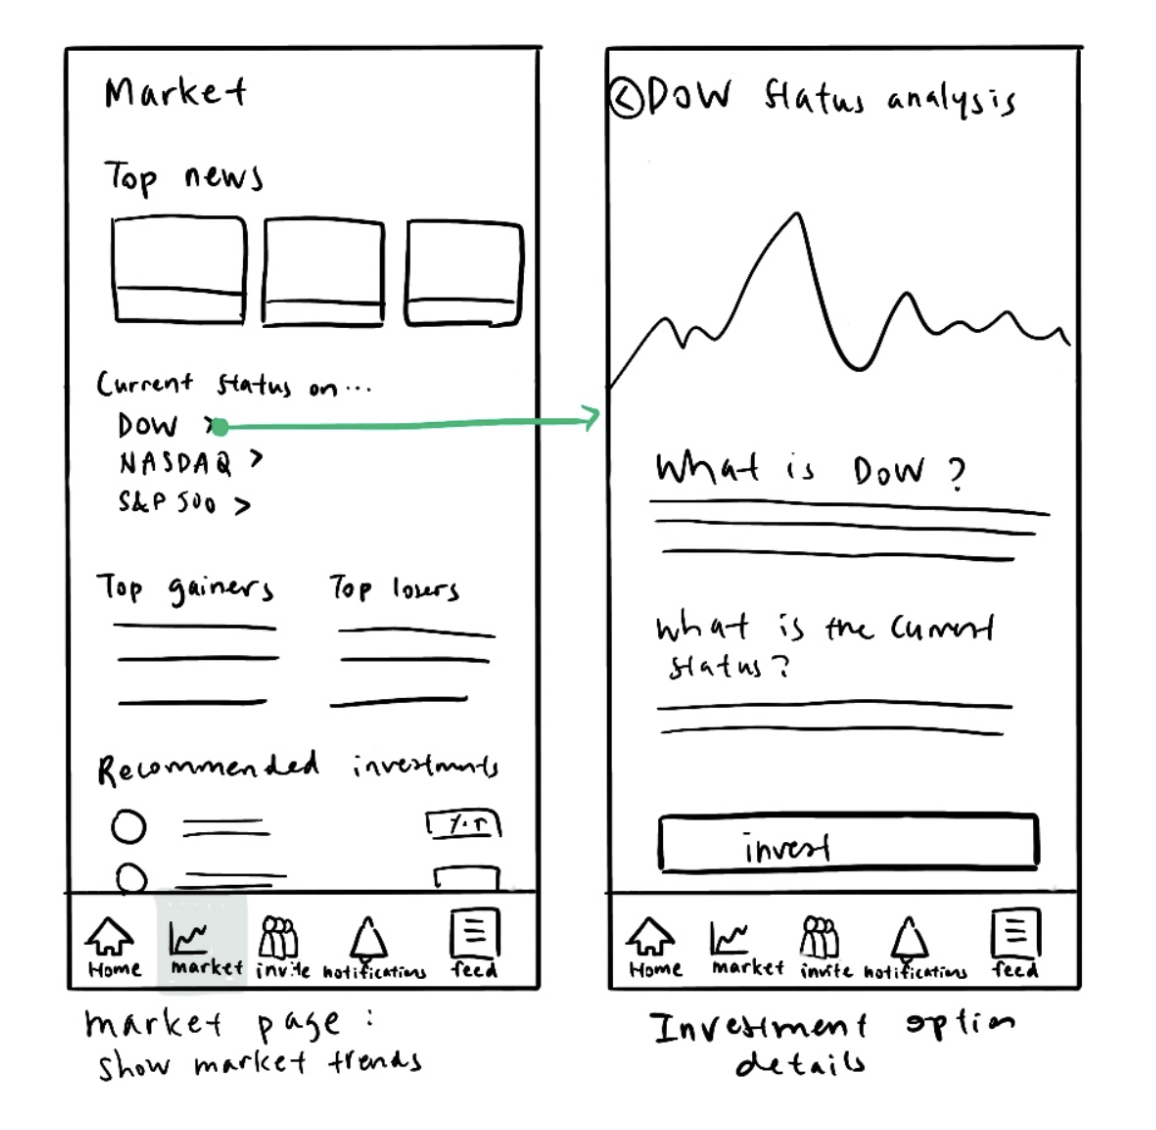 Market
Top news
Current status on ...
DOW >
NASDAQ >
S&P 500 >
Top gainers
Top losers
Recommended investments
Home
market
invite
notifications
feed
market page :
show market trends
< DOW status analysis
What is DOW ?
What is the current
status?
invest
Home
market
invite
notifications
feed
Investment option
details